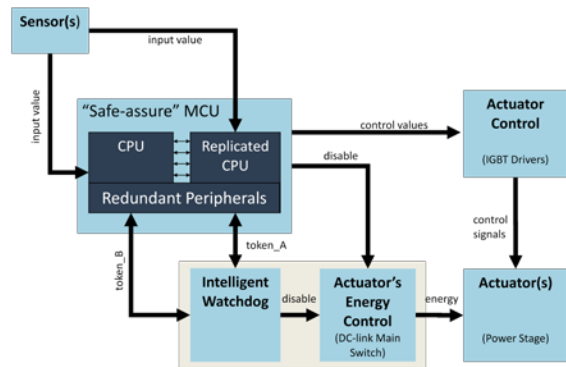 Sensor(s)
input value
input value
“Safe-assure” MCU
CPU
Replicated
CPU
Redundant Peripherals
control values
disable
Actuator
Control
(IGBT Drivers)
control
signals
token_B
token_A
Intelligent
Watchdog
disable
Actuator’s
Energy
Control
(DC-link Main
Switch)
energy
Actuator(s)
(Power Stage)